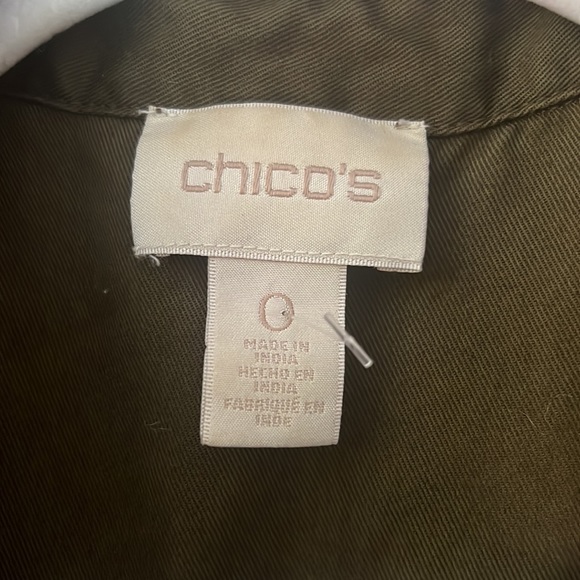 chico's
0
MADE IN
INDIA
HECHO EN
INDIA
FABRIQUÉ EN
INDE